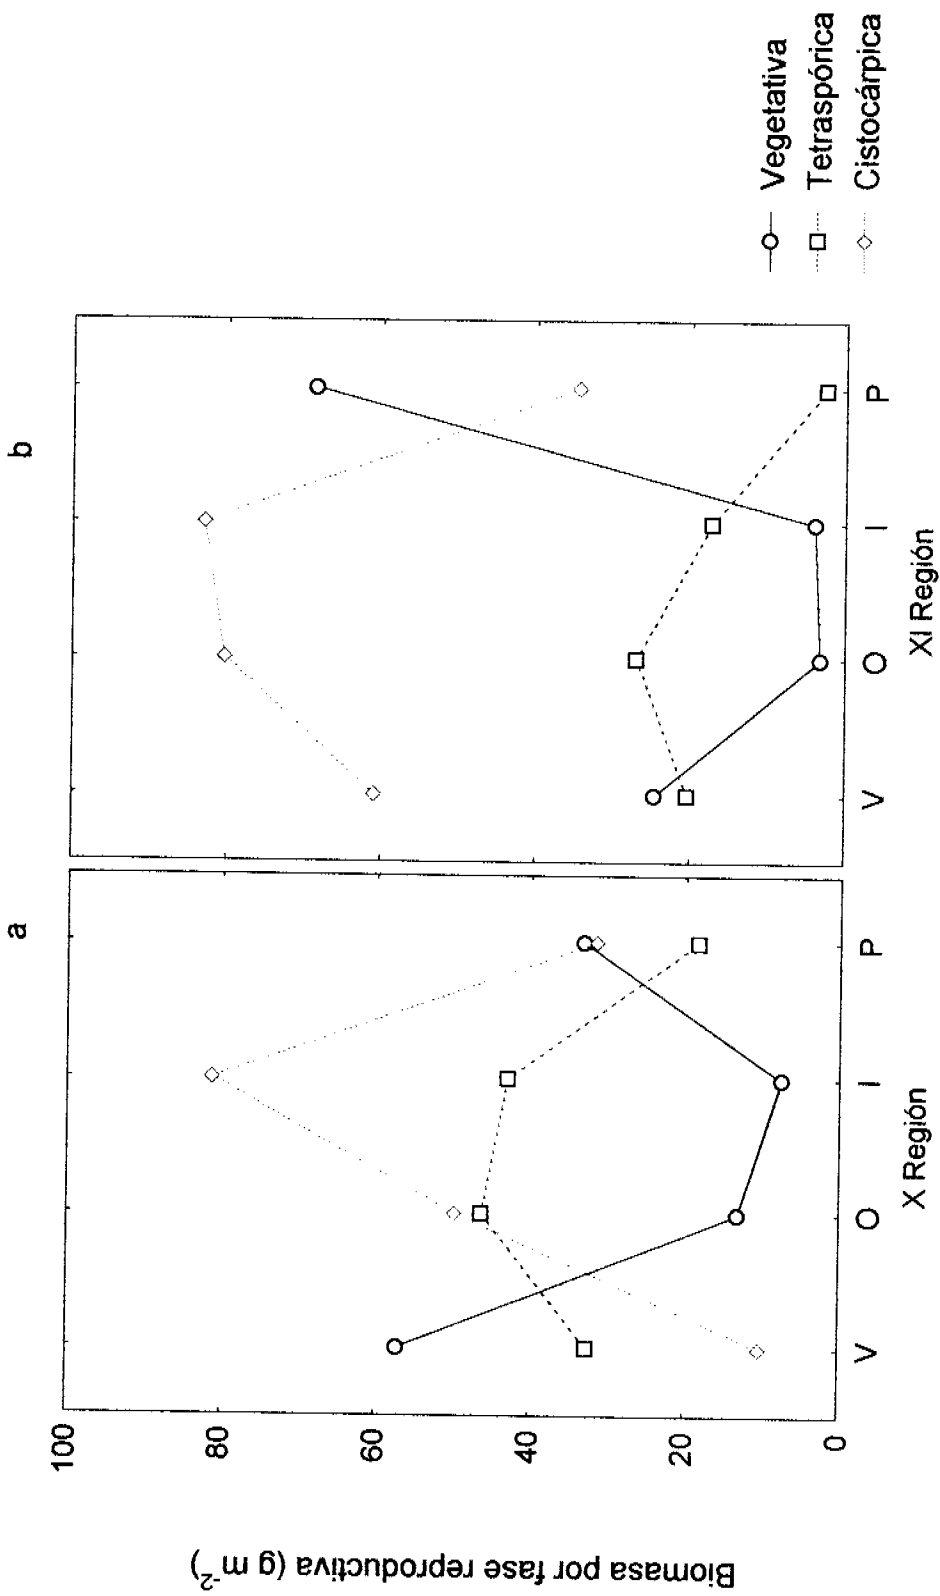 a
b
Biomasa por fase reproductiva (g m⁻²)
100
80
60
40
20
0
V O I P
X Región
V O I P
XI Región
Vegetativa
Tetraspórica
Cistocárpica